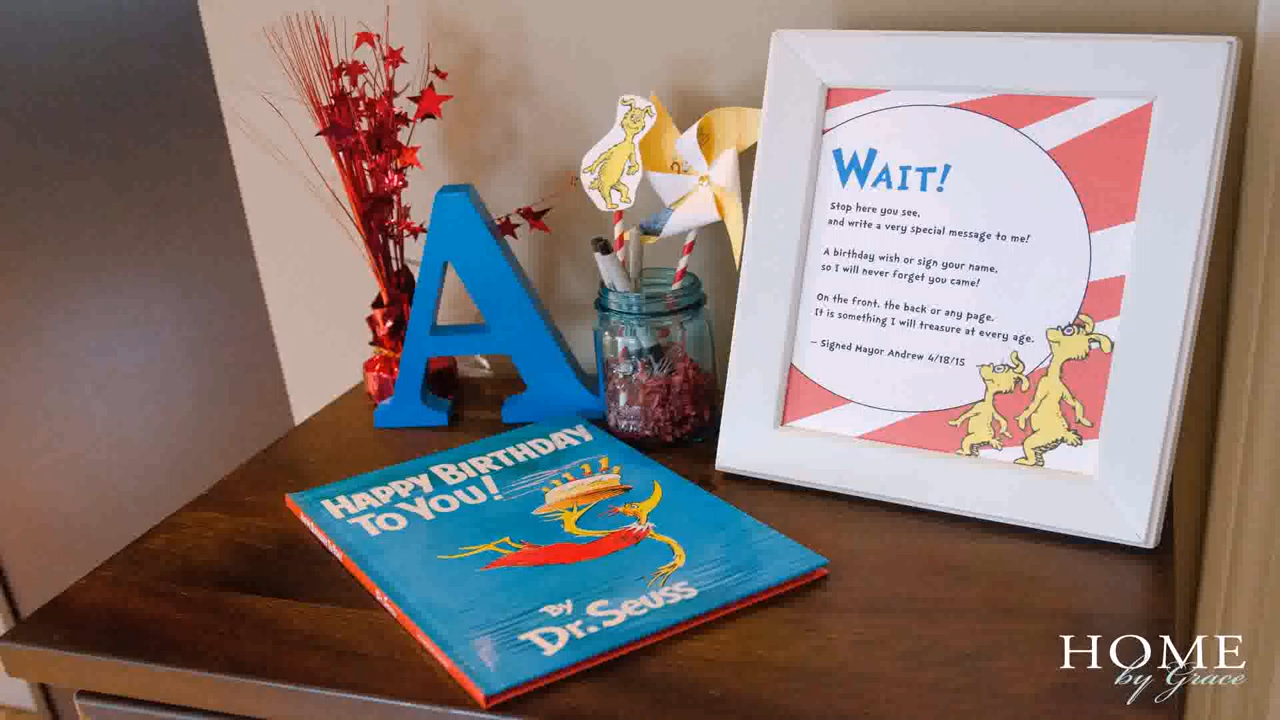 A
WAIT!
Stop here you see,
and write a very special message to me!
A birthday wish or sign your name,
so I will never forget you came!
On the front, the back or any page.
It is something I will treasure at every age.
— Signed Mayor Andrew 4/18/15
HAPPY BIRTHDAY
TO YOU!
By
Dr. Seuss
HOME
by Grace